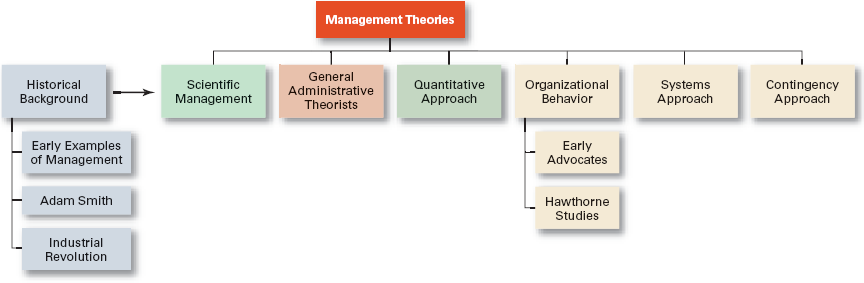 Management Theories
Historical
Background
Scientific
Management
General
Administrative
Theorists
Quantitative
Approach
Organizational
Behavior
Systems
Approach
Contingency
Approach
Early Examples
of Management
Adam Smith
Industrial
Revolution
Early
Advocates
Hawthorne
Studies